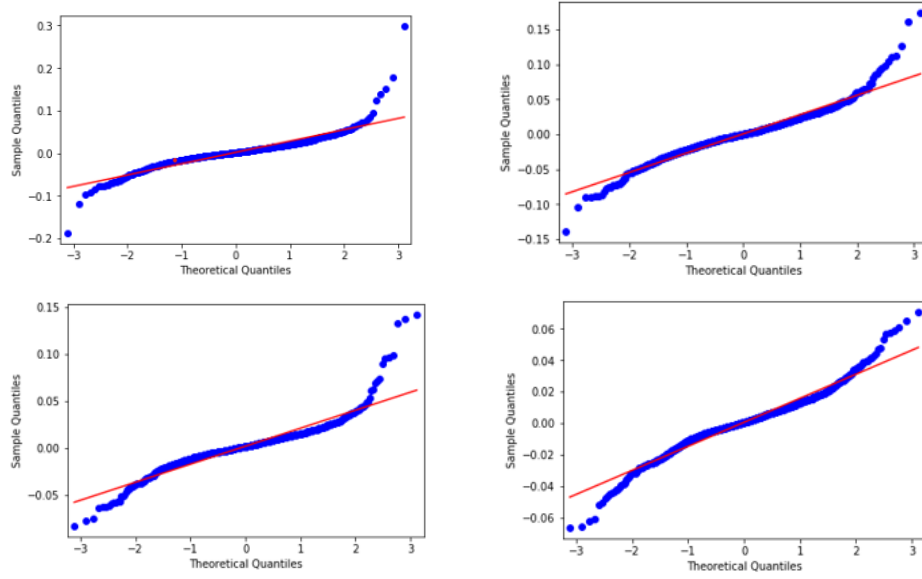 0.3
0.2
0.1
0.0
−0.1
−0.2
Sample Quantiles
−3 −2 −1 0 1 2 3
Theoretical Quantiles
0.15
0.10
0.05
0.00
−0.05
−0.10
−0.15
Sample Quantiles
−3 −2 −1 0 1 2 3
Theoretical Quantiles
0.15
0.10
0.05
0.00
−0.05
Sample Quantiles
−3 −2 −1 0 1 2 3
Theoretical Quantiles
0.06
0.04
0.02
0.00
−0.02
−0.04
−0.06
Sample Quantiles
−3 −2 −1 0 1 2 3
Theoretical Quantiles